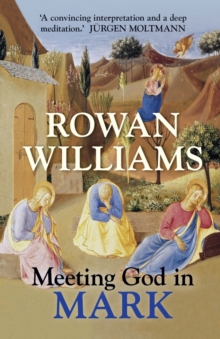 ‘A convincing interpretation and a deep
meditation.’ JÜRGEN MOLTMANN
ROWAN
WILLIAMS
Meeting God in
MARK